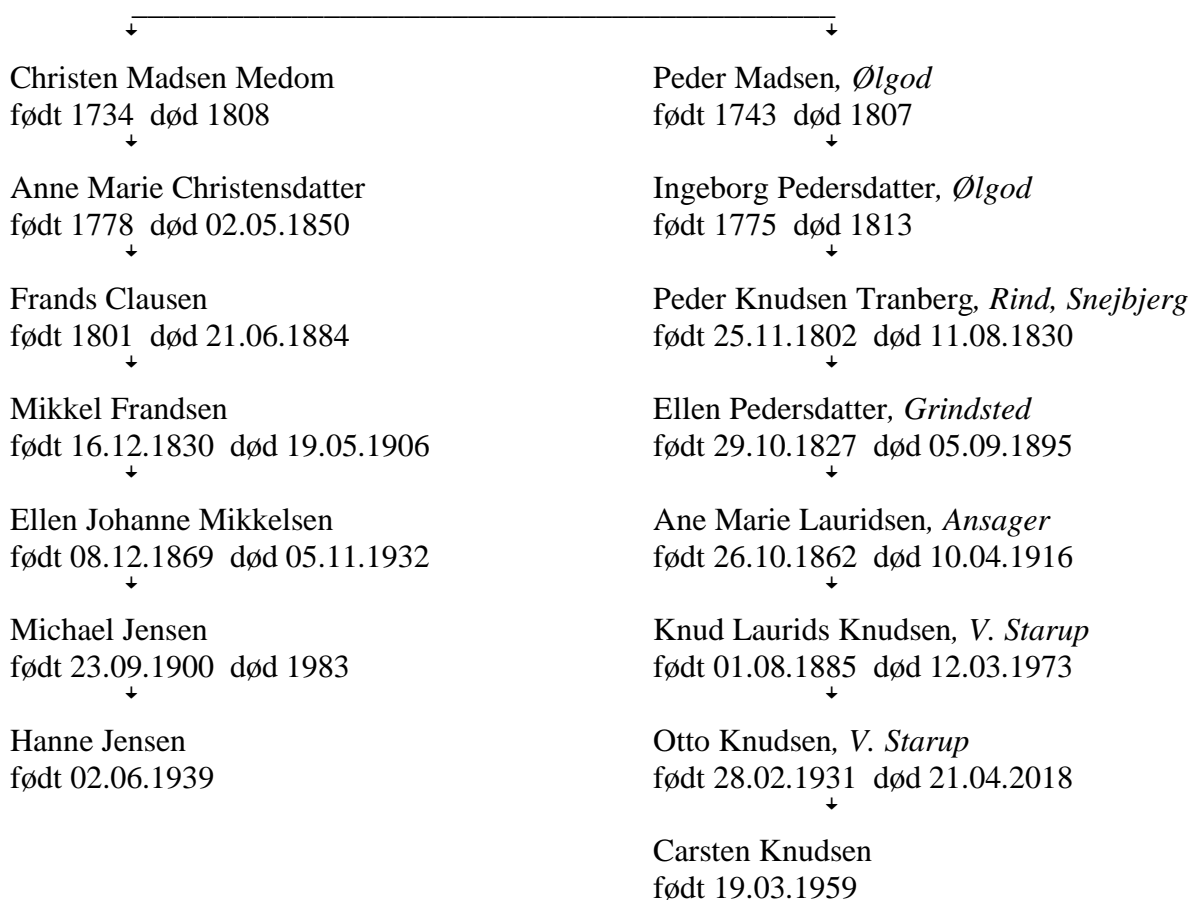 Christen Madsen Medom
født 1734 død 1808
Anne Marie Christensdatter
født 1778 død 02.05.1850
Frands Clausen
født 1801 død 21.06.1884
Mikkel Frandsen
født 16.12.1830 død 19.05.1906
Ellen Johanne Mikkelsen
født 08.12.1869 død 05.11.1932
Michael Jensen
født 23.09.1900 død 1983
Hanne Jensen
født 02.06.1939
Peder Madsen, Ølgod
født 1743 død 1807
Ingeborg Pedersdatter, Ølgod
født 1775 død 1813
Peder Knudsen Tranberg, Rind, Snejbjerg
født 25.11.1802 død 11.08.1830
Ellen Pedersdatter, Grindsted
født 29.10.1827 død 05.09.1895
Ane Marie Lauridsen, Ansager
født 26.10.1862 død 10.04.1916
Knud Laurids Knudsen, V. Starup
født 01.08.1885 død 12.03.1973
Otto Knudsen, V. Starup
født 28.02.1931 død 21.04.2018
Carsten Knudsen
født 19.03.1959